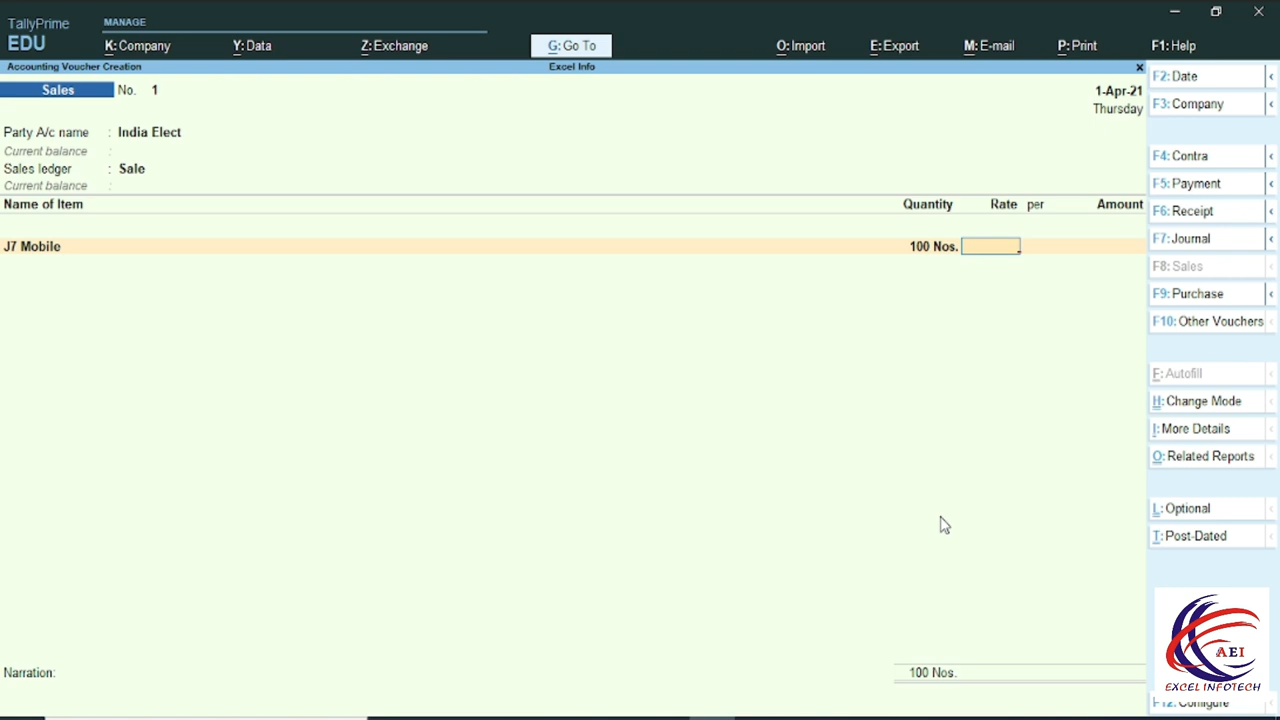 TallyPrime
EDU
MANAGE
K: Company
Y: Data
Z: Exchange
G: Go To
O: Import
E: Export
M: E-mail
P: Print
F1: Help
Accounting Voucher Creation
Excel Info
x
Sales No. 1
1-Apr-21
Thursday
Party A/c name : India Elect
Current balance :
Sales ledger : Sale
Current balance :
Name of Item Quantity Rate per Amount
J7 Mobile 100 Nos.
Narration: 100 Nos.
F2: Date
F3: Company
F4: Contra
F5: Payment
F6: Receipt
F7: Journal
F8: Sales
F9: Purchase
F10: Other Vouchers
F: Autofill
H: Change Mode
I: More Details
O: Related Reports
L: Optional
T: Post-Dated
AEI
EXCEL INFOTECH
F12: Configure